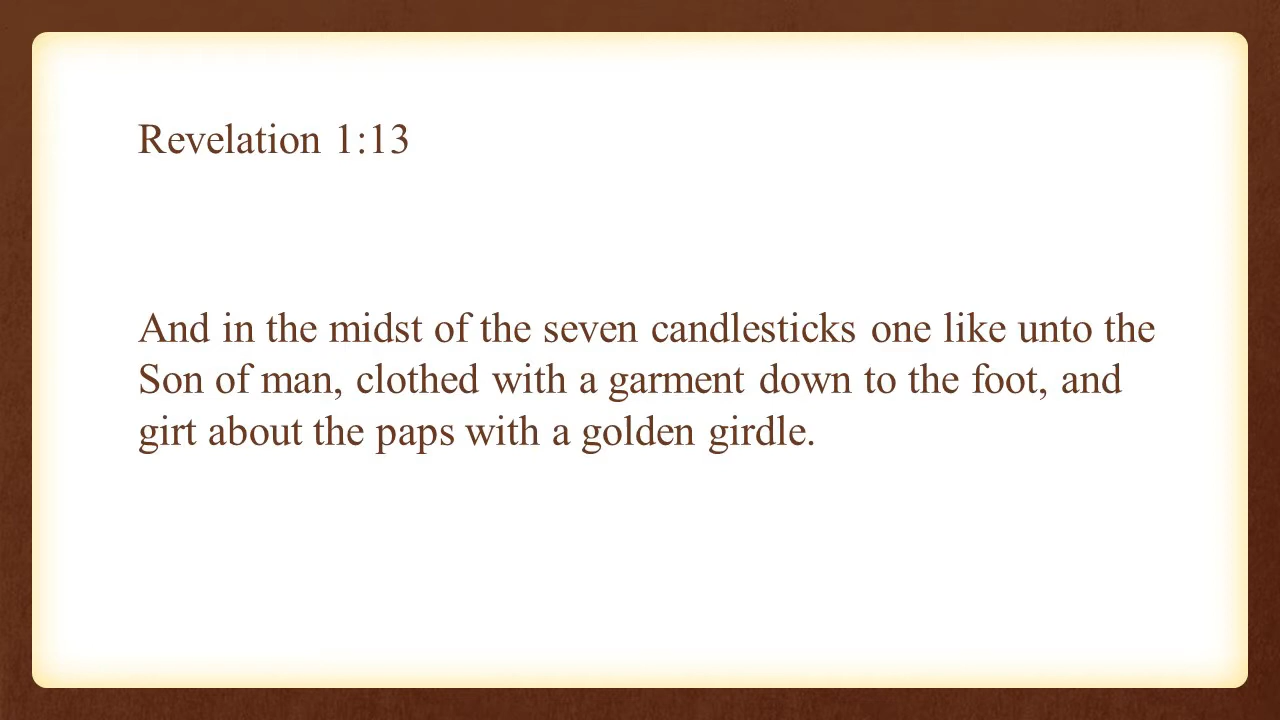 Revelation 1:13
And in the midst of the seven candlesticks one like unto the
Son of man, clothed with a garment down to the foot, and
girt about the paps with a golden girdle.